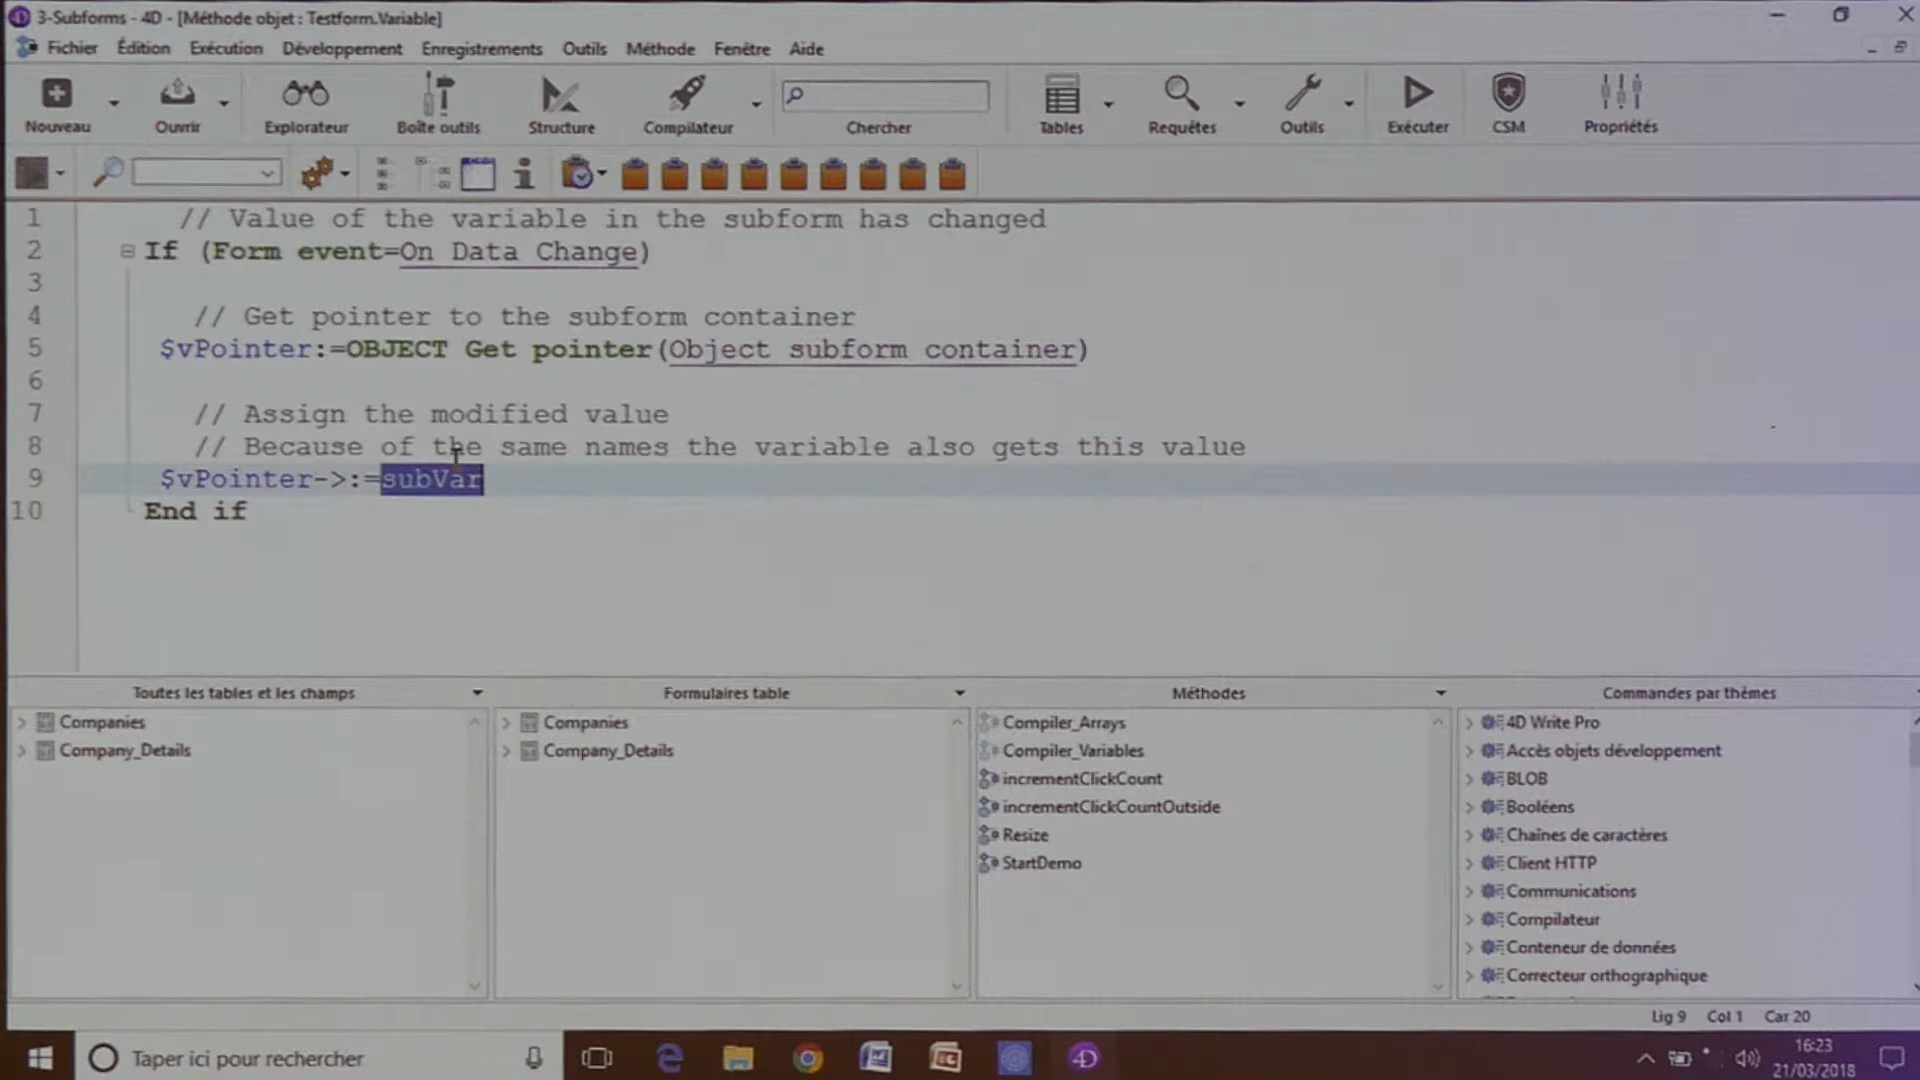 3-Subforms - 4D - [Méthode objet : Testform.Variable]
Fichier Édition Exécution Développement Enregistrements Outils Méthode Fenêtre Aide
Nouveau Ouvrir Explorateur Boîte outils Structure Compilateur Chercher Tables Requêtes Outils Exécuter CSM Propriétés
1 // Value of the variable in the subform has changed
2 If (Form event=On Data Change)
3
4 // Get pointer to the subform container
5 $vPointer:=OBJECT Get pointer(Object subform container)
6
7 // Assign the modified value
8 // Because of the same names the variable also gets this value
9 $vPointer->:=subVar
10 End if
Toutes les tables et les champs
Companies
Company_Details
Formulaires table
Companies
Company_Details
Méthodes
Compiler_Arrays
Compiler_Variables
incrementClickCount
incrementClickCountOutside
Resize
StartDemo
Commandes par thèmes
4D Write Pro
Accès objets développement
BLOB
Booléens
Chaînes de caractères
Client HTTP
Communications
Compilateur
Conteneur de données
Correcteur orthographique
Lig 9 Col 1 Car 20
Taper ici pour rechercher
4D
16:23
21/03/2018